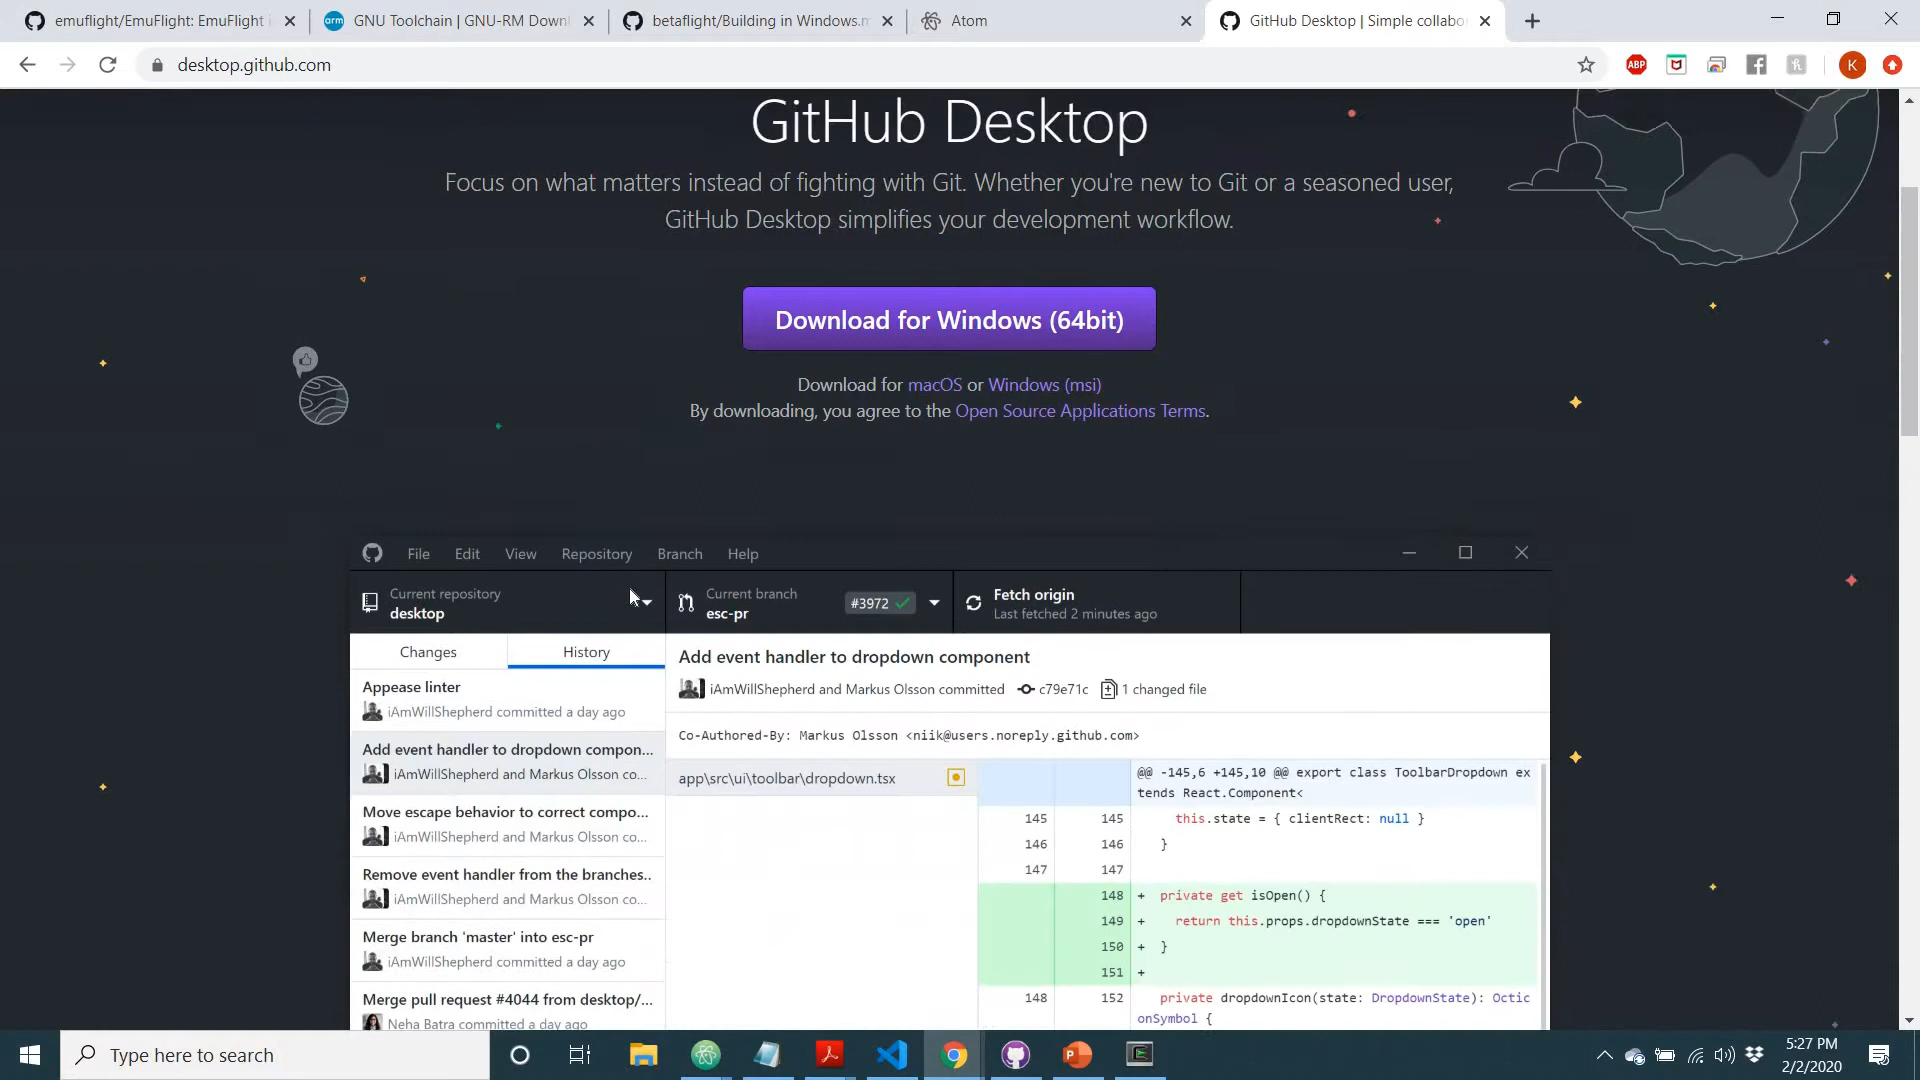 emuflight/EmuFlight: EmuFlight i
arm GNU Toolchain | GNU-RM Down
betaflight/Building in Windows.m
Atom
GitHub Desktop | Simple collabo
desktop.github.com
ABP
K
GitHub Desktop
Focus on what matters instead of fighting with Git. Whether you're new to Git or a seasoned user,
GitHub Desktop simplifies your development workflow.
Download for Windows (64bit)
Download for macOS or Windows (msi)
By downloading, you agree to the Open Source Applications Terms.
File Edit View Repository Branch Help
Current repository
desktop
Current branch
esc-pr
#3972
Fetch origin
Last fetched 2 minutes ago
Changes
History
Appease linter
iAmWillShepherd committed a day ago
Add event handler to dropdown compon...
iAmWillShepherd and Markus Olsson co...
Move escape behavior to correct compo...
iAmWillShepherd and Markus Olsson co...
Remove event handler from the branches..
iAmWillShepherd and Markus Olsson co...
Merge branch 'master' into esc-pr
iAmWillShepherd committed a day ago
Merge pull request #4044 from desktop/...
Neha Batra committed a day ago
Add event handler to dropdown component
iAmWillShepherd and Markus Olsson committed c79e71c 1 changed file
Co-Authored-By: Markus Olsson <niik@users.noreply.github.com>
app\src\ui\toolbar\dropdown.tsx
@@ -145,6 +145,10 @@ export class ToolbarDropdown ex
tends React.Component<
145 145 this.state = { clientRect: null }
146 146 }
147 147
148 + private get isOpen() {
149 + return this.props.dropdownState === 'open'
150 + }
151 +
148 152 private dropdownIcon(state: DropdownState): Octic
onSymbol {
Type here to search
5:27 PM
2/2/2020